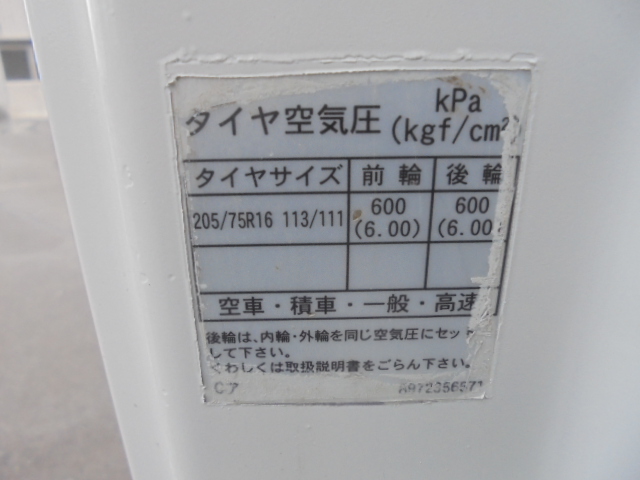 タイヤ空気圧 kPa
(kgf/cm²)
タイヤサイズ 前輪 後輪
205/75R16 113/111 600 (6.00) 600 (6.00)
空車・積車・一般・高速
後輪は、内輪・外輪を同じ空気圧にセット
して下さい。
くわしくは取扱説明書をごらん下さい。